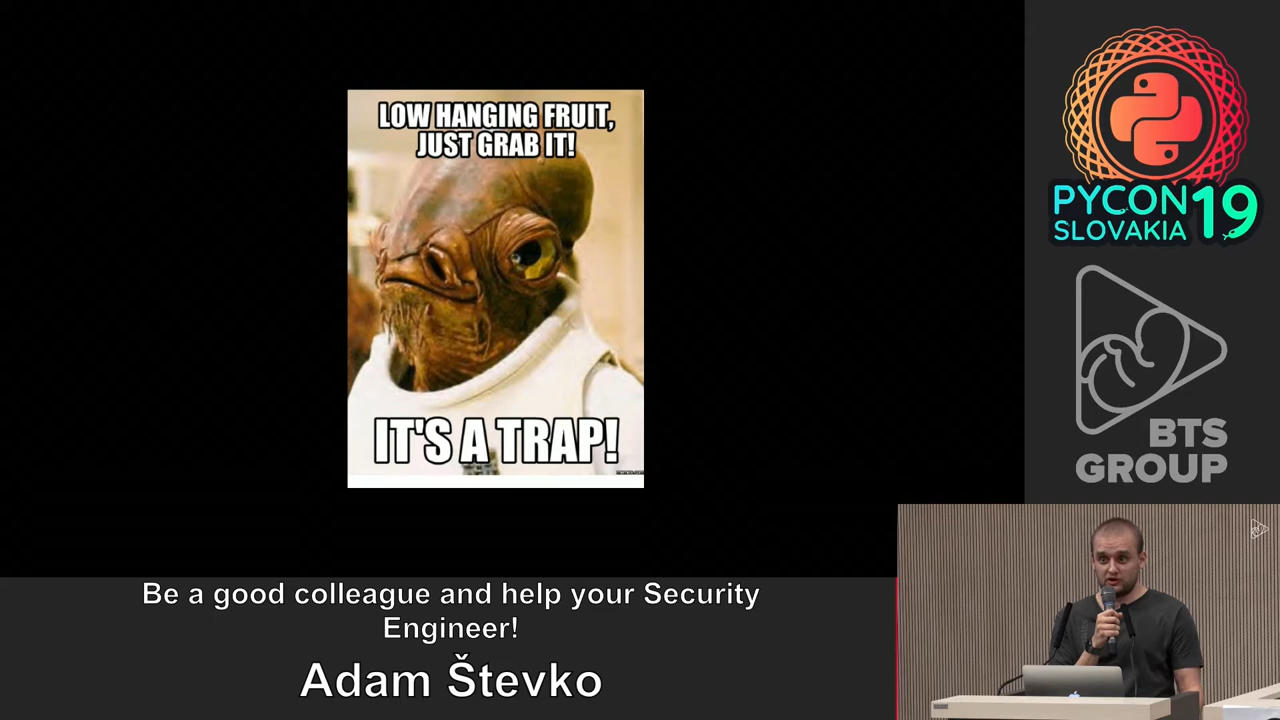 LOW HANGING FRUIT,
JUST GRAB IT!
IT'S A TRAP!
PYCON 19
SLOVAKIA
BTS
GROUP
Be a good colleague and help your Security
Engineer!
Adam Števko